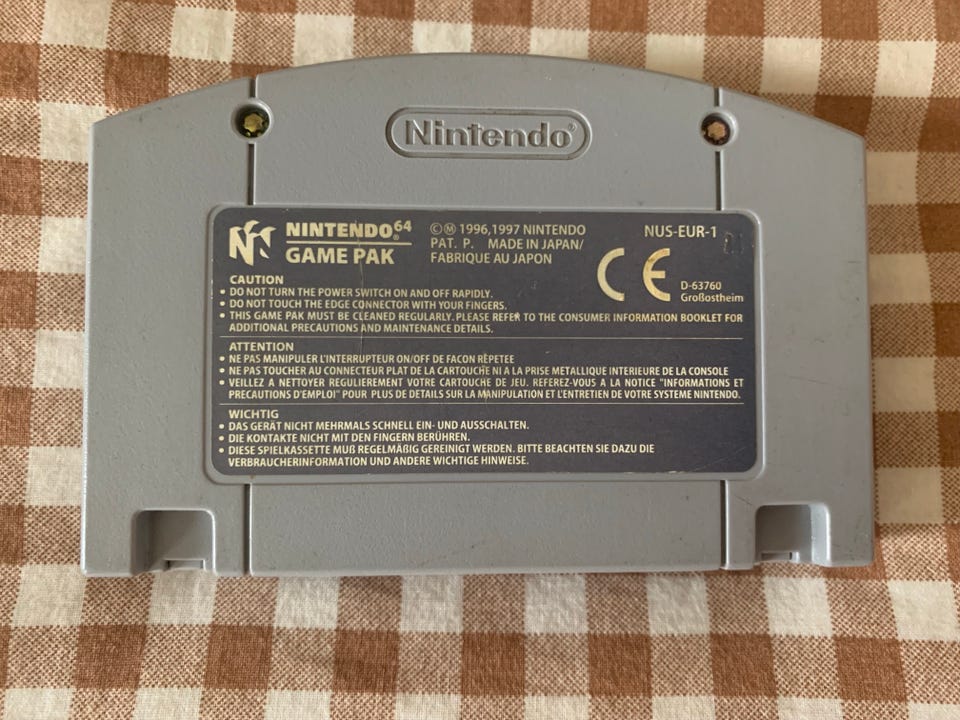 Nintendo®
NINTENDO⁶⁴
GAME PAK
©Ⓜ 1996,1997 NINTENDO
PAT. P. MADE IN JAPAN/
FABRIQUE AU JAPON
NUS-EUR-1
CE
D-63760
Großostheim
CAUTION
• DO NOT TURN THE POWER SWITCH ON AND OFF RAPIDLY.
• DO NOT TOUCH THE EDGE CONNECTOR WITH YOUR FINGERS.
• THIS GAME PAK MUST BE CLEANED REGULARLY. PLEASE REFER TO THE CONSUMER INFORMATION BOOKLET FOR
ADDITIONAL PRECAUTIONS AND MAINTENANCE DETAILS.
ATTENTION
• NE PAS MANIPULER L'INTERRUPTEUR ON/OFF DE FACON RÈPETEE
• NE PAS TOUCHER AU CONNECTEUR PLAT DE LA CARTOUCHE NI A LA PRISE METALLIQUE INTERIEURE DE LA CONSOLE
• VEILLEZ A NETTOYER REGULIEREMENT VOTRE CARTOUCHE DE JEU. REFEREZ-VOUS A LA NOTICE "INFORMATIONS ET
PRECAUTIONS D'EMPLOI" POUR PLUS DE DETAILS SUR LA MANIPULATION ET L'ENTRETIEN DE VOTRE SYSTEME NINTENDO.
WICHTIG
• DAS GERÄT NICHT MEHRMALS SCHNELL EIN- UND AUSSCHALTEN.
• DIE KONTAKTE NICHT MIT DEN FINGERN BERÜHREN.
• DIESE SPIELKASSETTE MUß REGELMÄßIG GEREINIGT WERDEN. BITTE BEACHTEN SIE DAZU DIE
VERBRAUCHERINFORMATION UND ANDERE WICHTIGE HINWEISE.